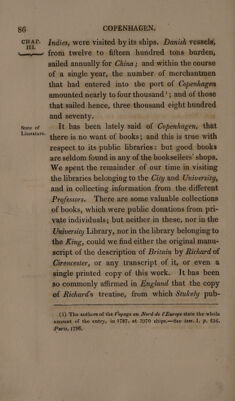 86 COPENHAGEN.
CHAP. III.
Indies, were visited by its ships. Danish vessels,
from twelve to fifteen hundred tons burden,
sailed annually for China; and within the course
of a single year, the number of merchantmen
that had entered into the port of Copenhagen
amounted nearly to four thousand¹; and of those
that sailed hence, three thousand eight hundred
and seventy.
State of Literature.
It has been lately said of Copenhagen, that
there is no want of books; and this is true with
respect to its public libraries: but good books
are seldom found in any of the booksellers' shops.
We spent the remainder of our time in visiting
the libraries belonging to the City and University,
and in collecting information from the different
Professors. There are some valuable collections
of books, which were public donations from pri-
vate individuals; but neither in these, nor in the
University Library, nor in the library belonging to
the King, could we find either the original manu-
script of the description of Britain by Richard of
Cirencester, or any transcript of it, or even a
single printed copy of this work. It has been
so commonly affirmed in England that the copy
of Richard's treatise, from which Stukely pub-
(1) The authors of the Voyage au Nord de l'Europe state the whole
amount of the entry, in 1787, at 3970 ships.—See tom. I. p. 236.
Paris, 1796.